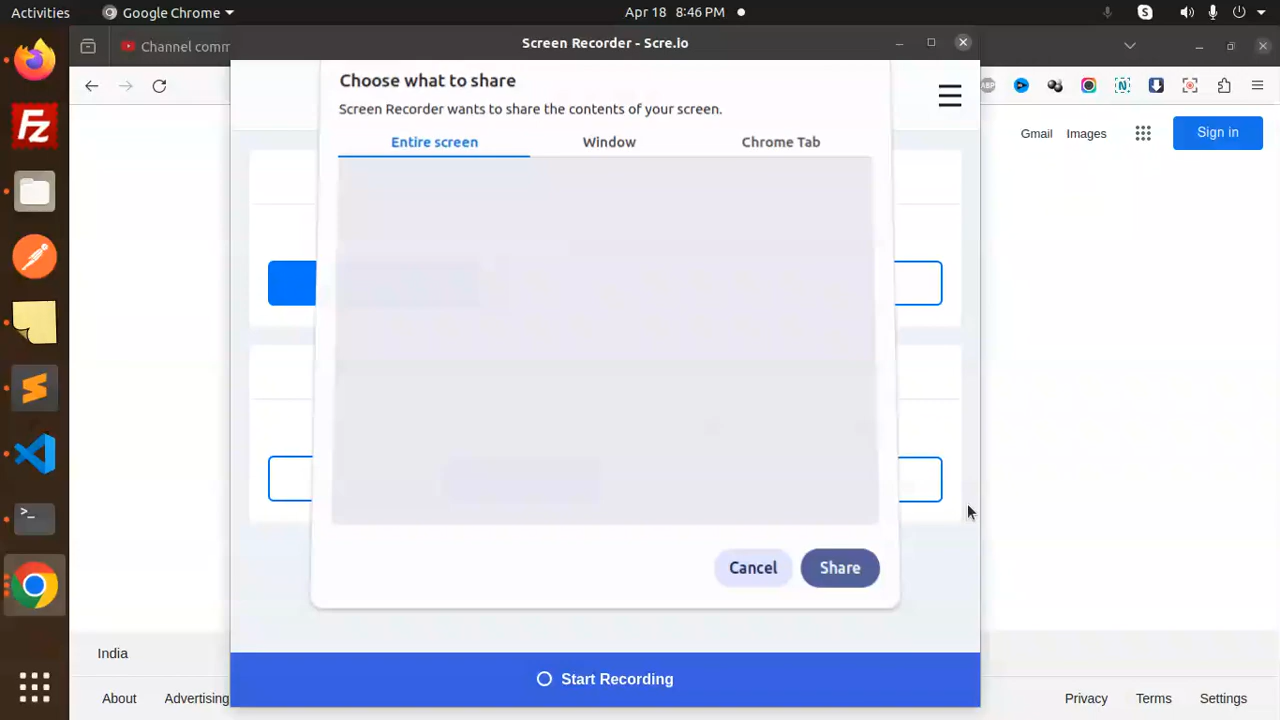 Activities
Google Chrome
Apr 18 8:46 PM
Channel comm
Screen Recorder - Scre.io
Choose what to share
Screen Recorder wants to share the contents of your screen.
Entire screen
Window
Chrome Tab
Gmail
Images
Sign in
Cancel
Share
Start Recording
India
About
Advertising
Privacy
Terms
Settings